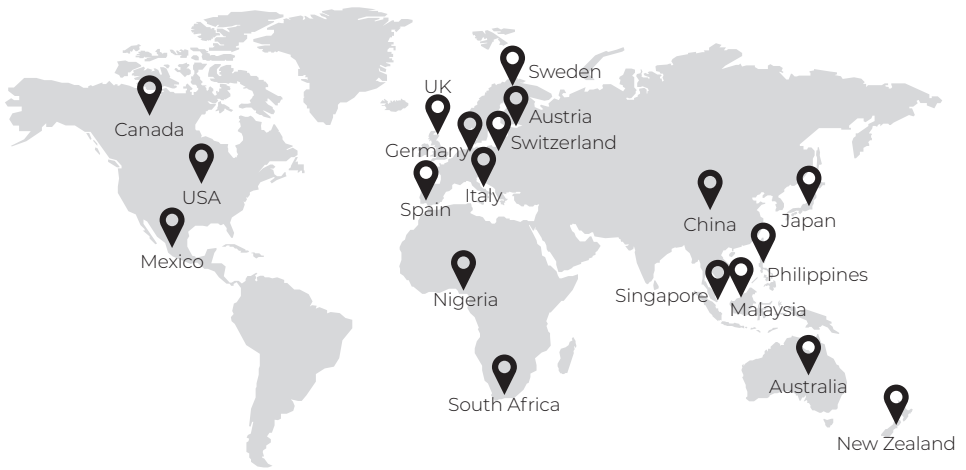 Sweden
UK
Austria
Canada
Switzerland
Germany
USA
Italy
Spain
Japan
China
Mexico
Philippines
Singapore
Nigeria
Malaysia
Australia
South Africa
New Zealand